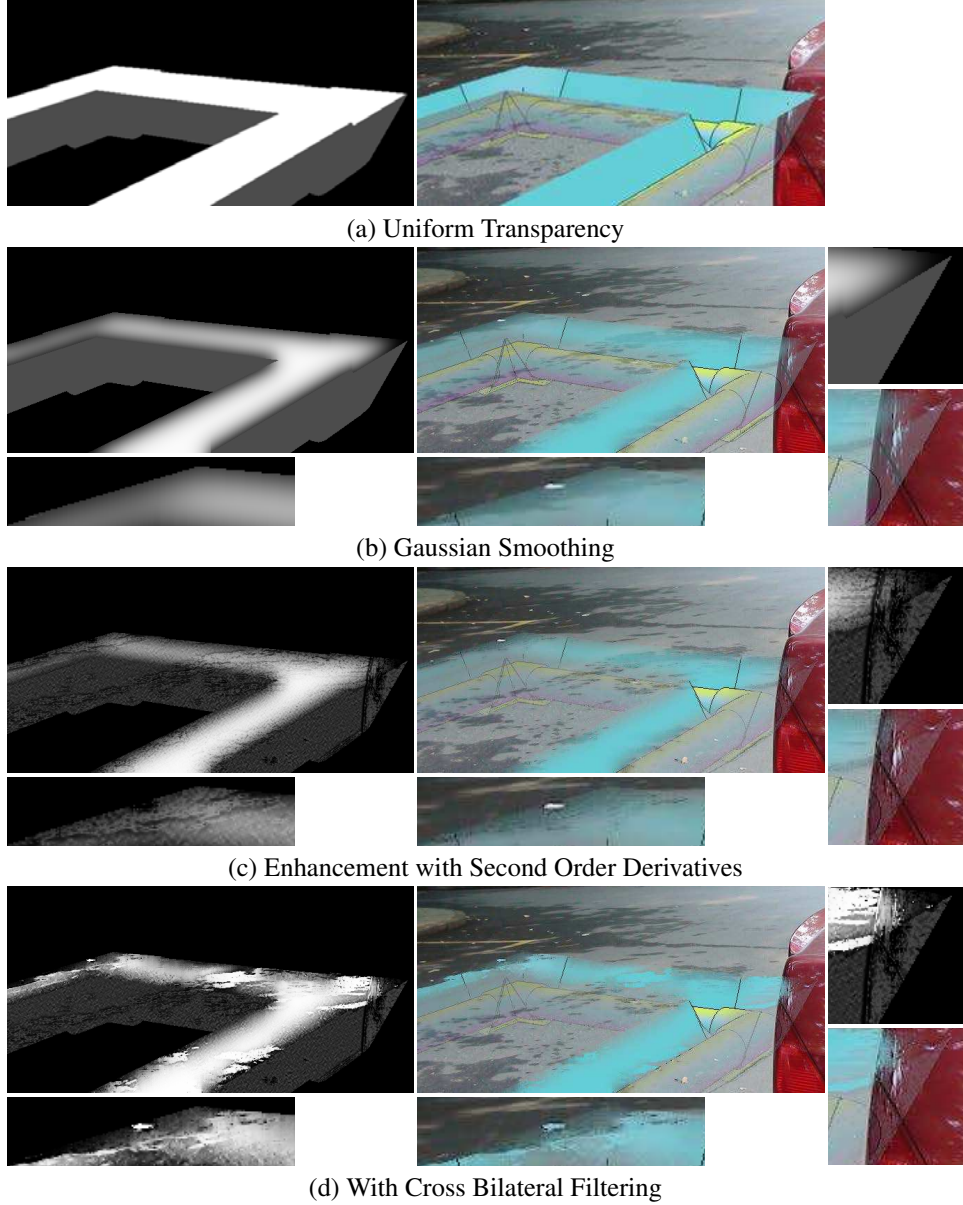 (a) Uniform Transparency
(b) Gaussian Smoothing
(c) Enhancement with Second Order Derivatives
(d) With Cross Bilateral Filtering